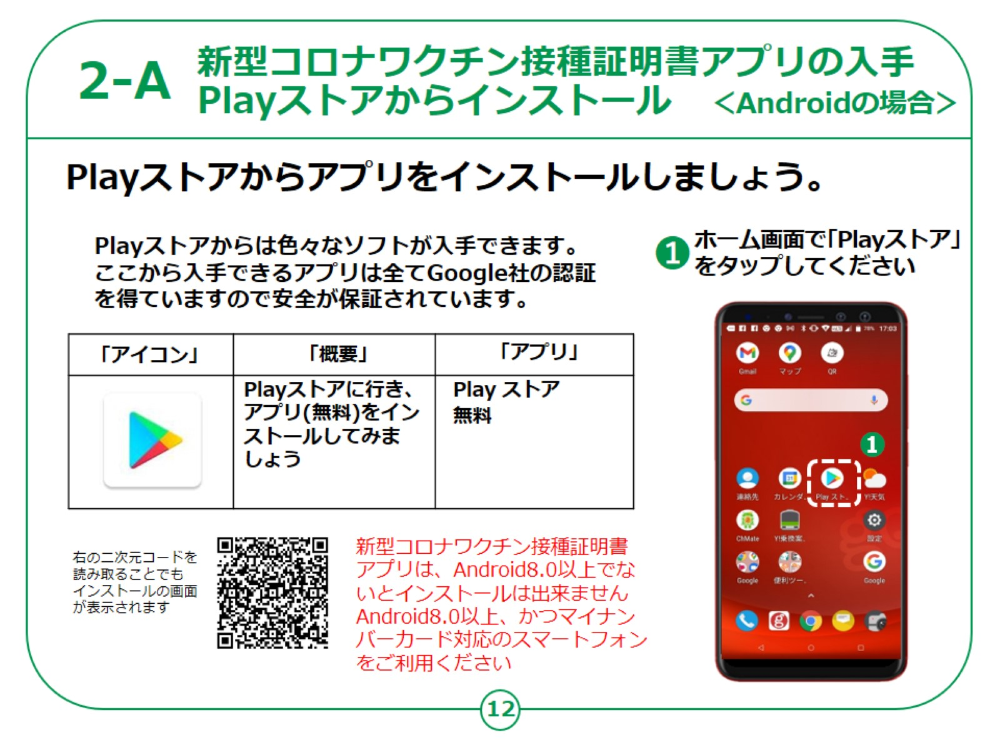 2-A
新型コロナワクチン接種証明書アプリの入手
Playストアからインストール <Androidの場合>
Playストアからアプリをインストールしましょう。
Playストアからは色々なソフトが入手できます。
ここから入手できるアプリは全てGoogle社の認証
を得ていますので安全が保証されています。
「アイコン」 「概要」 「アプリ」
Playストアに行き、
アプリ(無料)をイン
ストールしてみま
しょう
Play ストア
無料
右の二次元コードを
読み取ることでも
インストールの画面
が表示されます
新型コロナワクチン接種証明書
アプリは、Android8.0以上でな
いとインストールは出来ません
Android8.0以上、かつマイナン
バーカード対応のスマートフォン
をご利用ください
1 ホーム画面で「Playストア」
をタップしてください
78% 17:03
Gmail マップ QR
1
連絡先 カレンダ.. Play スト.. Y!天気
ChMate Y!乗換案.. 設定
Google 便利ツー.. Google
12